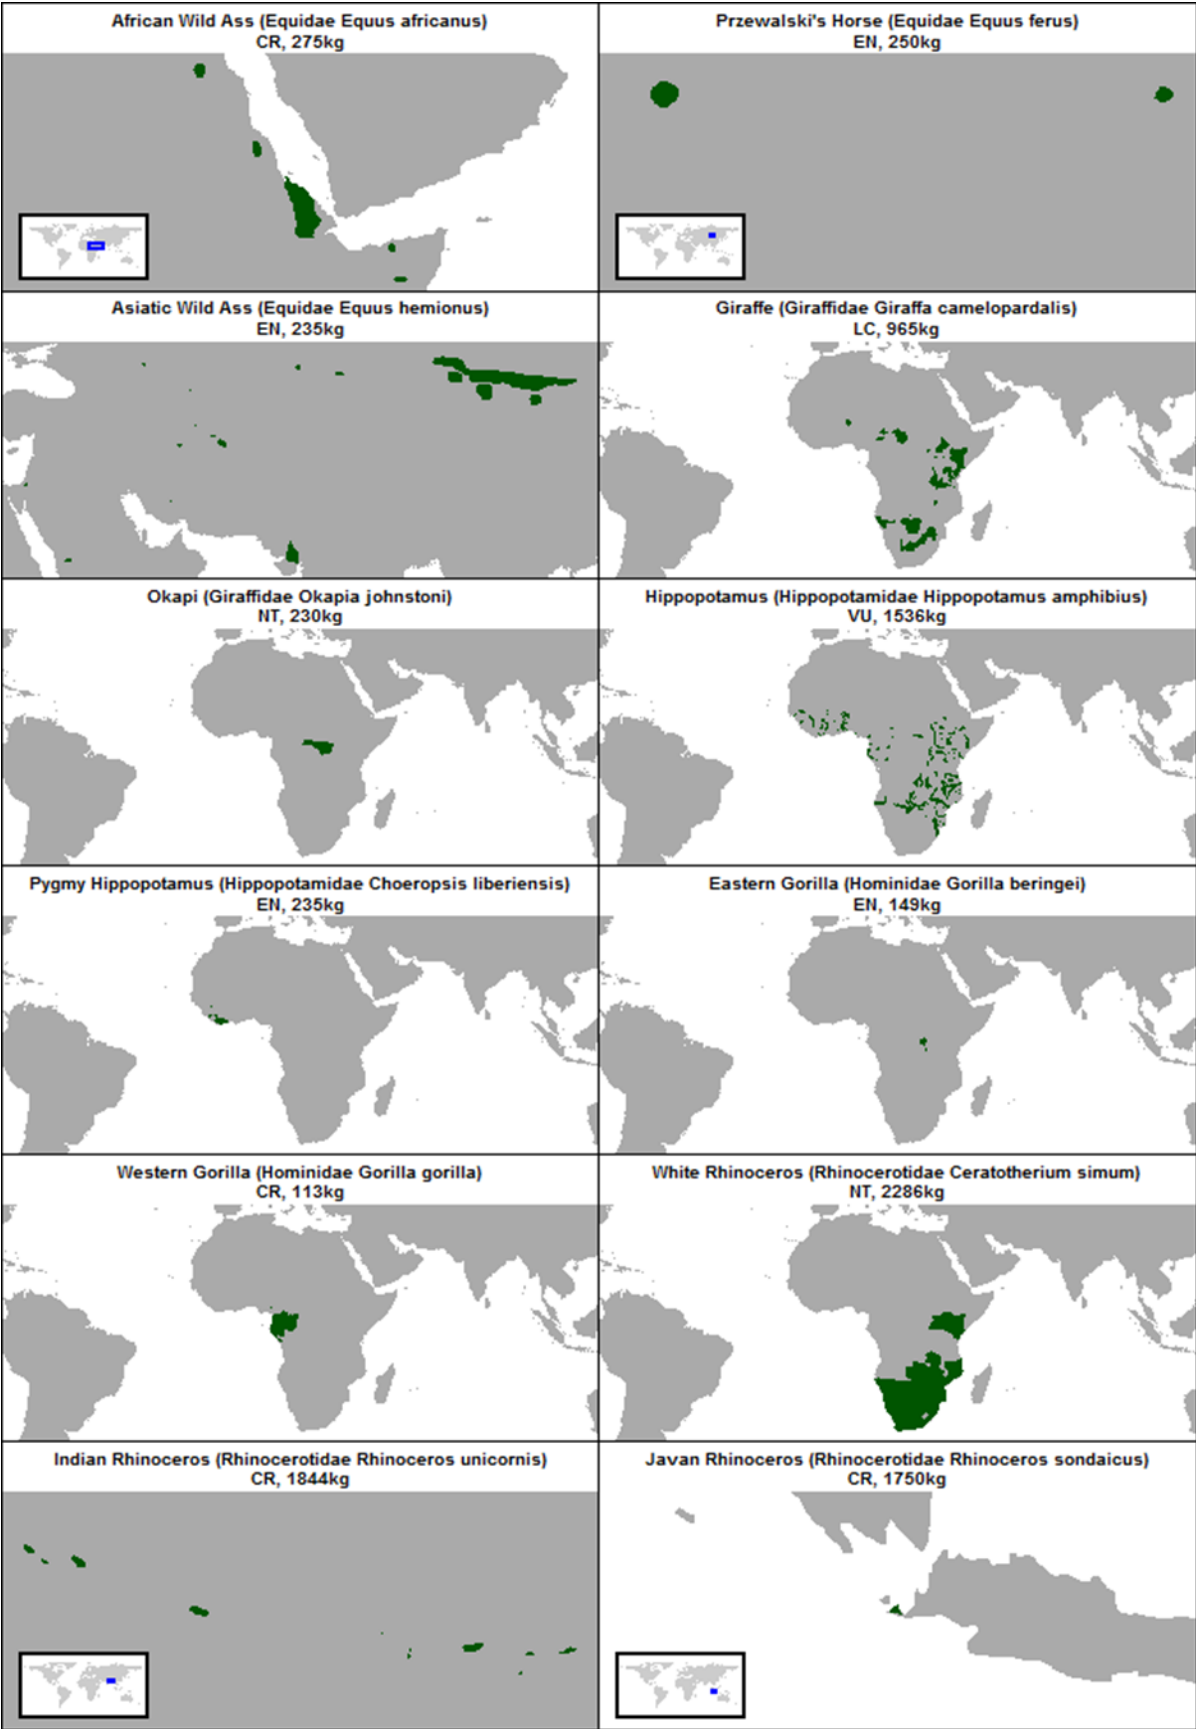 African Wild Ass (Equidae Equus africanus)
CR, 275kg
Przewalski's Horse (Equidae Equus ferus)
EN, 250kg
Asiatic Wild Ass (Equidae Equus hemionus)
EN, 235kg
Giraffe (Giraffidae Giraffa camelopardalis)
LC, 965kg
Okapi (Giraffidae Okapia johnstoni)
NT, 230kg
Hippopotamus (Hippopotamidae Hippopotamus amphibius)
VU, 1536kg
Pygmy Hippopotamus (Hippopotamidae Choeropsis liberiensis)
EN, 235kg
Eastern Gorilla (Hominidae Gorilla beringei)
EN, 149kg
Western Gorilla (Hominidae Gorilla gorilla)
CR, 113kg
White Rhinoceros (Rhinocerotidae Ceratotherium simum)
NT, 2286kg
Indian Rhinoceros (Rhinocerotidae Rhinoceros unicornis)
CR, 1844kg
Javan Rhinoceros (Rhinocerotidae Rhinoceros sondaicus)
CR, 1750kg